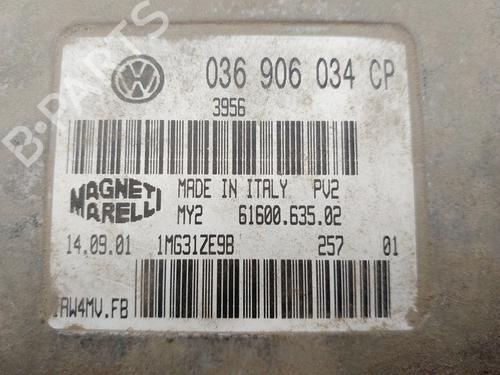 B-PARTS
036 906 034 CP
3956
MAGNETI MARELLI
MADE IN ITALY PV2
MY2 61600.635.02
14.09.01 1MG31ZE9B 257 01
IAW4MV.FB